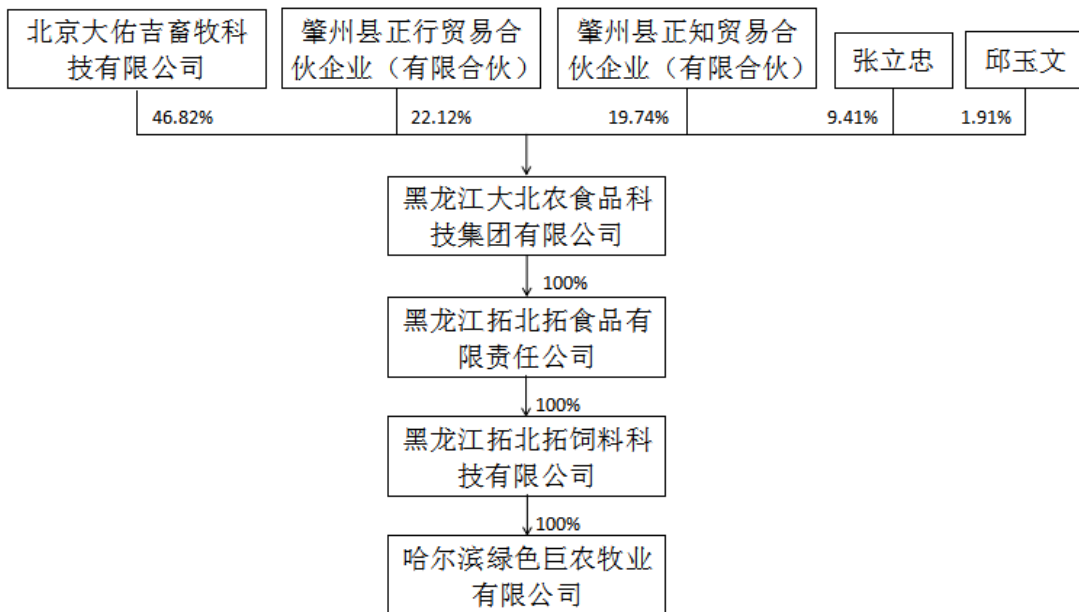 北京大佑吉畜牧科
技有限公司
肇州县正行贸易合
伙企业（有限合伙）
肇州县正知贸易合
伙企业（有限合伙）
张立忠
邱玉文
46.82%
22.12%
19.74%
9.41%
1.91%
黑龙江大北农食品科
技集团有限公司
100%
黑龙江拓北拓食品有
限责任公司
100%
黑龙江拓北拓饲料科
技有限公司
100%
哈尔滨绿色巨农牧业
有限公司